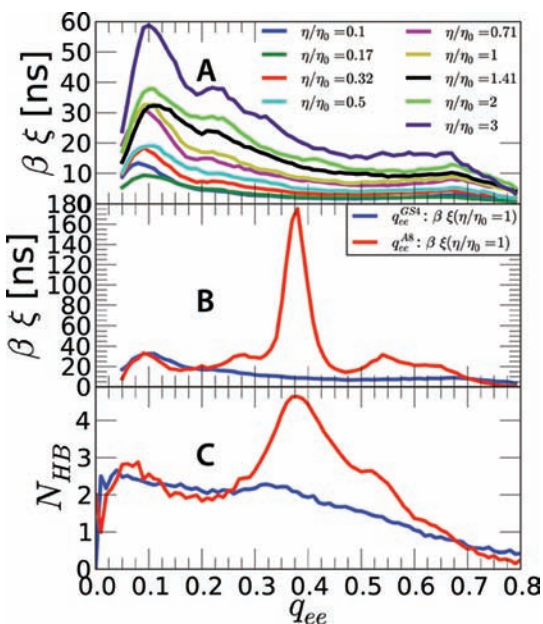 60
50
40
30
20
10
β ξ [ns]
A
η/η₀ =0.1
η/η₀ =0.17
η/η₀ =0.32
η/η₀ =0.5
η/η₀ =0.71
η/η₀ =1
η/η₀ =1.41
η/η₀ =2
η/η₀ =3
180
160
140
120
100
80
60
40
20
0
β ξ [ns]
B
q_ee^GS4 : β ξ(η/η₀ =1)
q_ee^A8 : β ξ(η/η₀ =1)
4
3
2
1
0
N_HB
C
0.0 0.1 0.2 0.3 0.4 0.5 0.6 0.7 0.8
q_ee